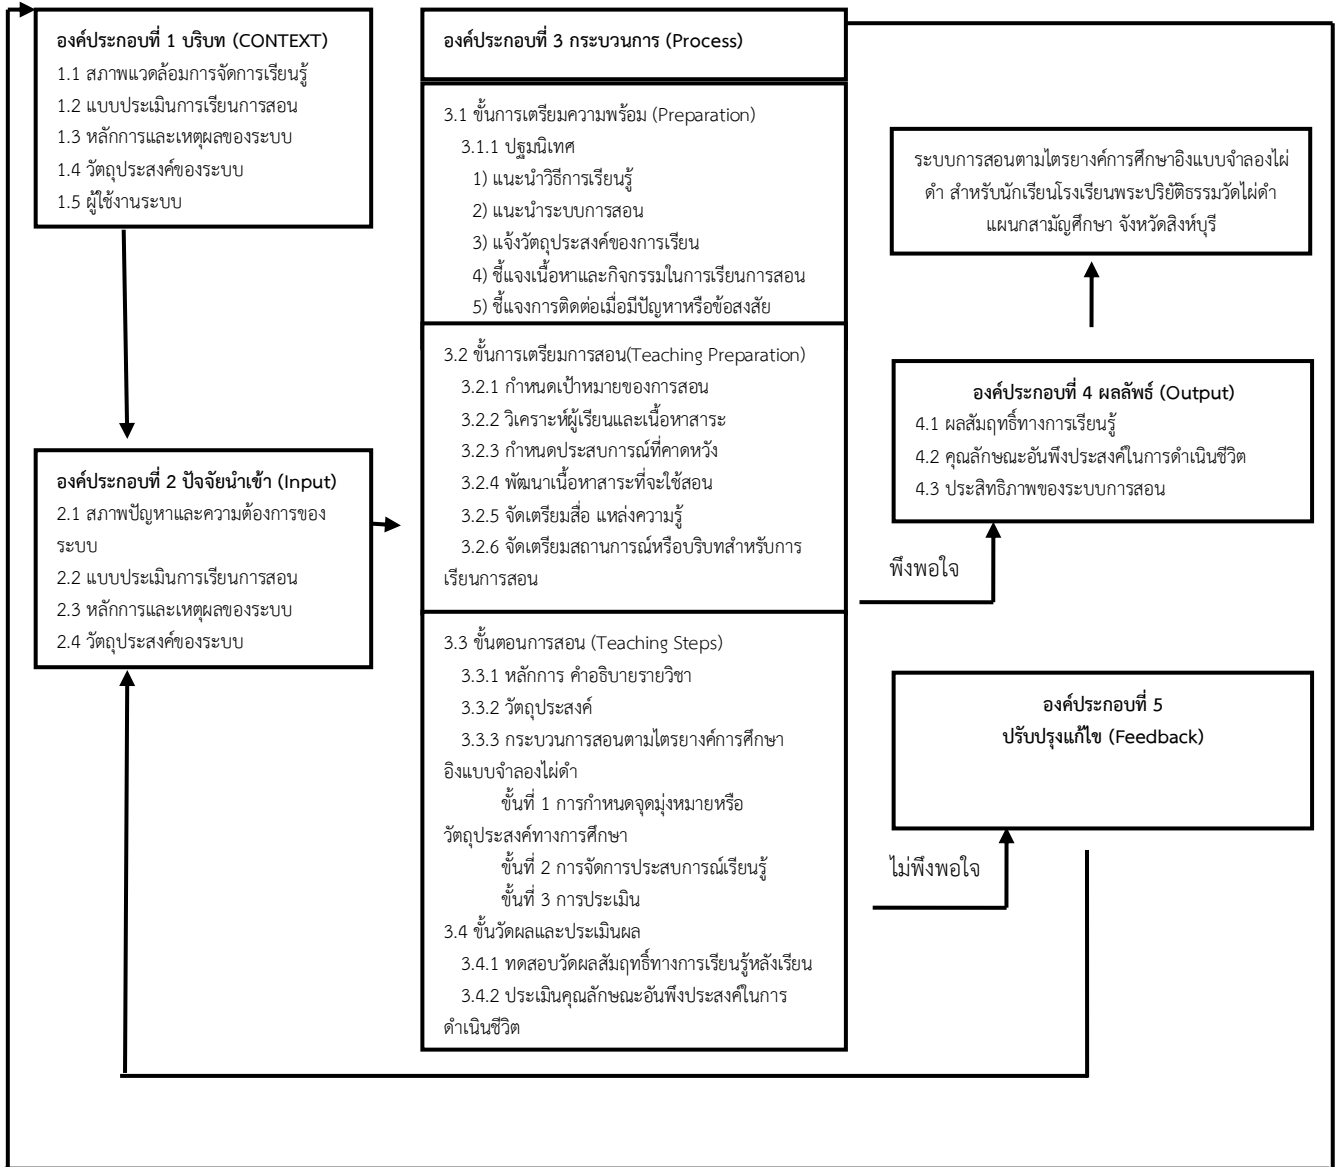 องค์ประกอบที่ 1 บริบท (CONTEXT)
1.1 สภาพแวดล้อมการจัดการเรียนรู้
1.2 แบบประเมินการเรียนการสอน
1.3 หลักการและเหตุผลของระบบ
1.4 วัตถุประสงค์ของระบบ
1.5 ผู้ใช้งานระบบ
องค์ประกอบที่ 2 ปัจจัยนำเข้า (Input)
2.1 สภาพปัญหาและความต้องการของ
ระบบ
2.2 แบบประเมินการเรียนการสอน
2.3 หลักการและเหตุผลของระบบ
2.4 วัตถุประสงค์ของระบบ
องค์ประกอบที่ 3 กระบวนการ (Process)
3.1 ขั้นการเตรียมความพร้อม (Preparation)
3.1.1 ปฐมนิเทศ
1) แนะนำวิธีการเรียนรู้
2) แนะนำระบบการสอน
3) แจ้งวัตถุประสงค์ของการเรียน
4) ชี้แจงเนื้อหาและกิจกรรมในการเรียนการสอน
5) ชี้แจงการติดต่อเมื่อมีปัญหาหรือข้อสงสัย
3.2 ขั้นการเตรียมการสอน(Teaching Preparation)
3.2.1 กำหนดเป้าหมายของการสอน
3.2.2 วิเคราะห์ผู้เรียนและเนื้อหาสาระ
3.2.3 กำหนดประสบการณ์ที่คาดหวัง
3.2.4 พัฒนาเนื้อหาสาระที่จะใช้สอน
3.2.5 จัดเตรียมสื่อ แหล่งความรู้
3.2.6 จัดเตรียมสถานการณ์หรือบริบทสำหรับการ
เรียนการสอน
3.3 ขั้นตอนการสอน (Teaching Steps)
3.3.1 หลักการ คำอธิบายรายวิชา
3.3.2 วัตถุประสงค์
3.3.3 กระบวนการสอนตามไตรยางค์การศึกษา
อิงแบบจำลองไผ่ดำ
ขั้นที่ 1 การกำหนดจุดมุ่งหมายหรือ
วัตถุประสงค์ทางการศึกษา
ขั้นที่ 2 การจัดการประสบการณ์เรียนรู้
ขั้นที่ 3 การประเมิน
3.4 ขั้นวัดผลและประเมินผล
3.4.1 ทดสอบวัดผลสัมฤทธิ์ทางการเรียนรู้หลังเรียน
3.4.2 ประเมินคุณลักษณะอันพึงประสงค์ในการ
ดำเนินชีวิต
ระบบการสอนตามไตรยางค์การศึกษาอิงแบบจำลองไผ่
ดำ สำหรับนักเรียนโรงเรียนพระปริยัติธรรมวัดไผ่ดำ
แผนกสามัญศึกษา จังหวัดสิงห์บุรี
องค์ประกอบที่ 4 ผลลัพธ์ (Output)
4.1 ผลสัมฤทธิ์ทางการเรียนรู้
4.2 คุณลักษณะอันพึงประสงค์ในการดำเนินชีวิต
4.3 ประสิทธิภาพของระบบการสอน
พึงพอใจ
องค์ประกอบที่ 5
ปรับปรุงแก้ไข (Feedback)
ไม่พึงพอใจ